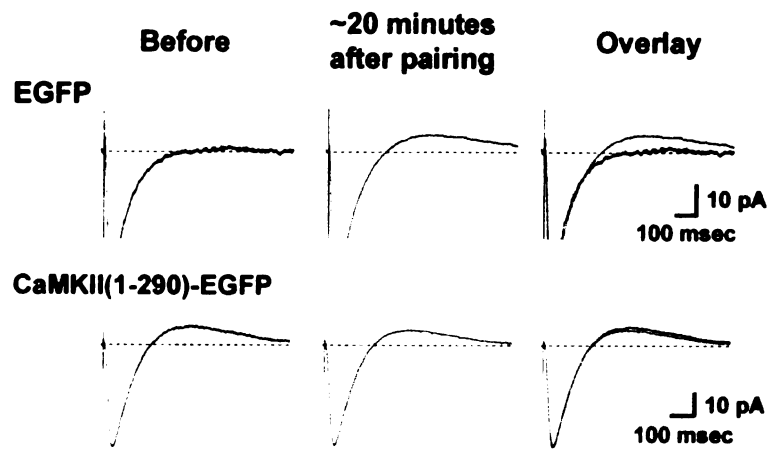 Before
~20 minutes
after pairing
Overlay
EGFP
10 pA
100 msec
CaMKII(1-290)-EGFP
10 pA
100 msec